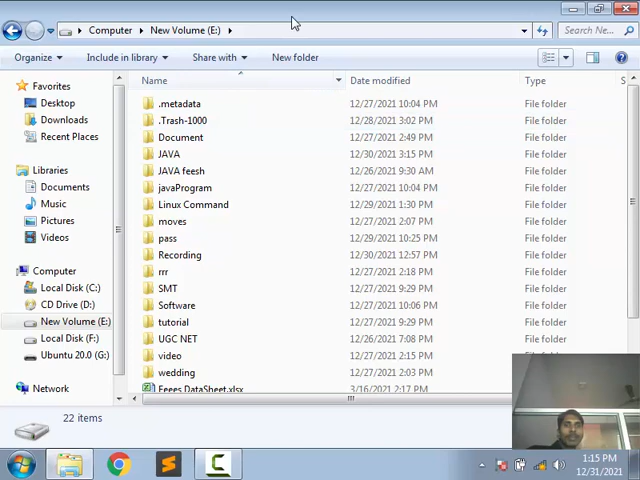 Computer New Volume (E:) Search Ne...
Organize Include in library Share with New folder
Name Date modified Type S
Favorites
Desktop
Downloads
Recent Places
Libraries
Documents
Music
Pictures
Videos
Computer
Local Disk (C:)
CD Drive (D:)
New Volume (E:)
Local Disk (F:)
Ubuntu 20.0 (G:)
Network
.metadata 12/27/2021 10:04 PM File folder
.Trash-1000 12/28/2021 3:02 PM File folder
Document 12/27/2021 2:49 PM File folder
JAVA 12/30/2021 3:15 PM File folder
JAVA feesh 12/26/2021 9:30 AM File folder
javaProgram 12/27/2021 10:04 PM File folder
Linux Command 12/29/2021 1:30 PM File folder
moves 12/27/2021 2:07 PM File folder
pass 12/29/2021 10:25 PM File folder
Recording 12/30/2021 12:57 PM File folder
rrr 12/27/2021 2:18 PM File folder
SMT 12/27/2021 9:29 PM File folder
Software 12/27/2021 10:06 PM File folder
tutorial 12/27/2021 9:29 PM File folder
UGC NET 12/26/2021 7:08 PM File folder
video 12/27/2021 2:17 PM File folder
wedding 12/27/2021 2:03 PM File folder
Feees DataSheet.xlsx 3/16/2021 2:17 PM
22 items
1:15 PM
12/31/2021